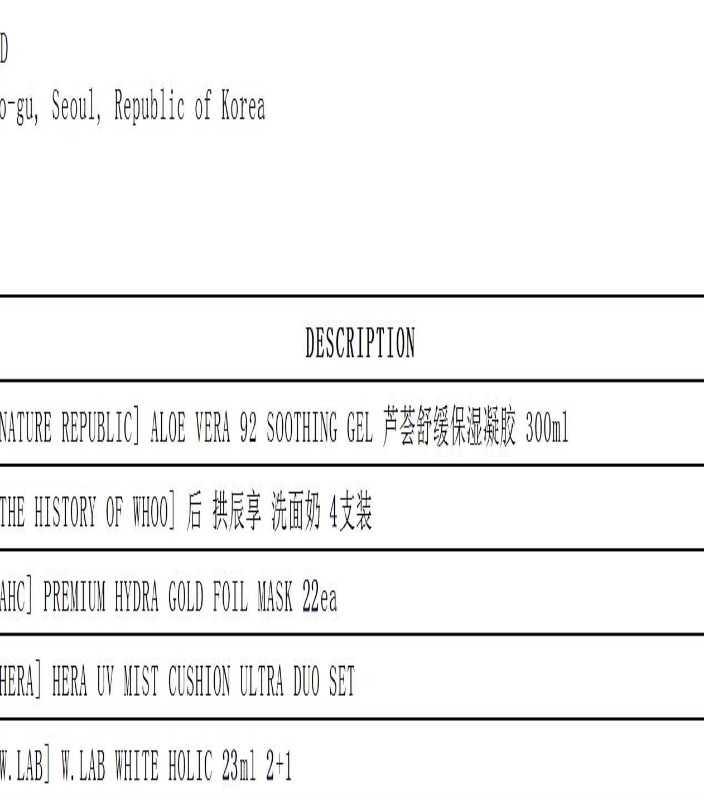 D
o-gu, Seoul, Republic of Korea
DESCRIPTION
NATURE REPUBLIC] ALOE VERA 92 SOOTHING GEL 芦荟舒缓保湿凝胶 300ml
THE HISTORY OF WHOO] 后 拱辰享 洗面奶 4支装
AHC] PREMIUM HYDRA GOLD FOIL MASK 22ea
HERA] HERA UV MIST CUSHION ULTRA DUO SET
W.LAB] W.LAB WHITE HOLIC 23ml 2+1